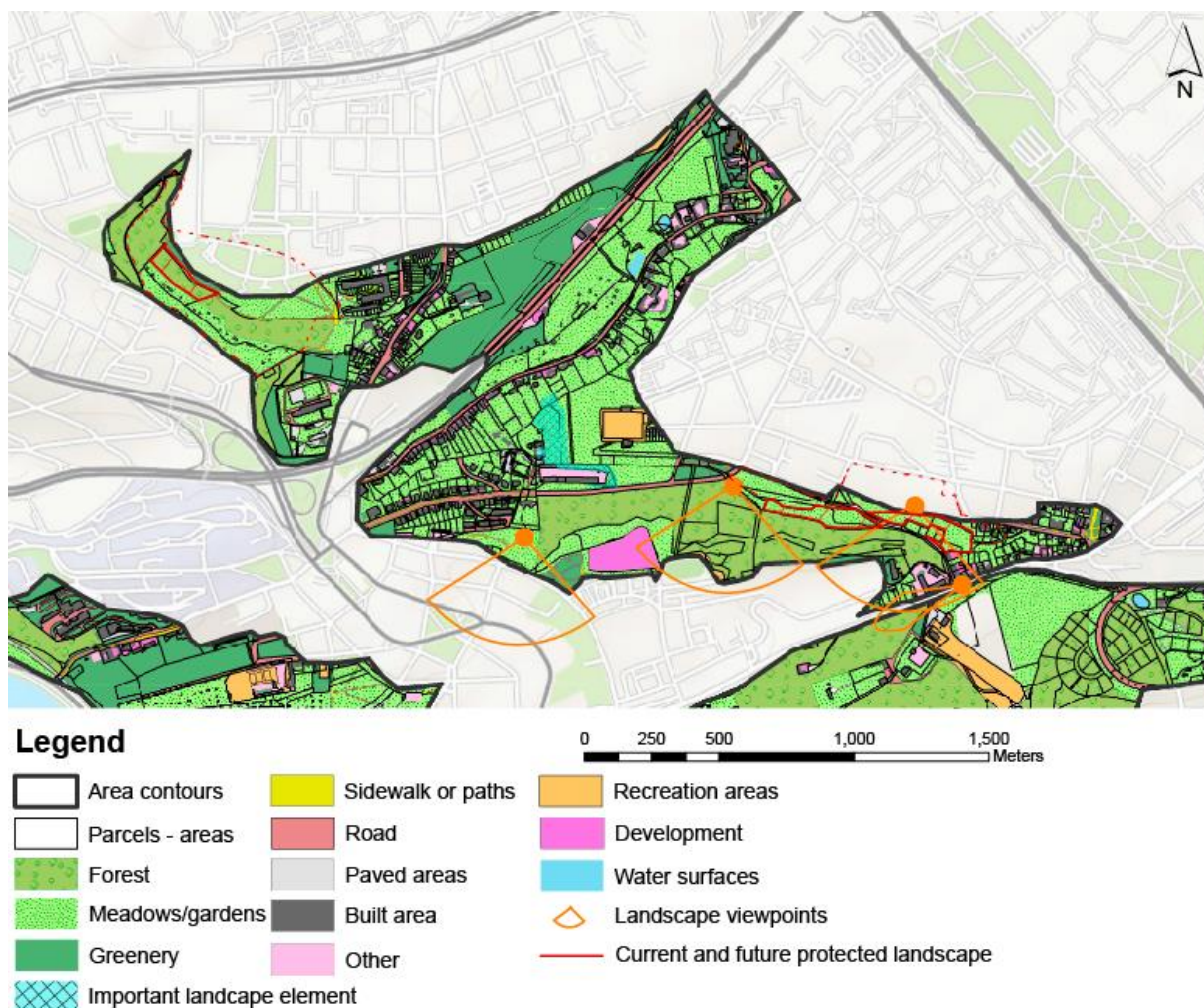 N
Legend
0 250 500 1,000 1,500
Meters
Area contours
Parcels - areas
Forest
Meadows/gardens
Greenery
Important landcape element
Sidewalk or paths
Road
Paved areas
Built area
Other
Recreation areas
Development
Water surfaces
Landscape viewpoints
Current and future protected landscape